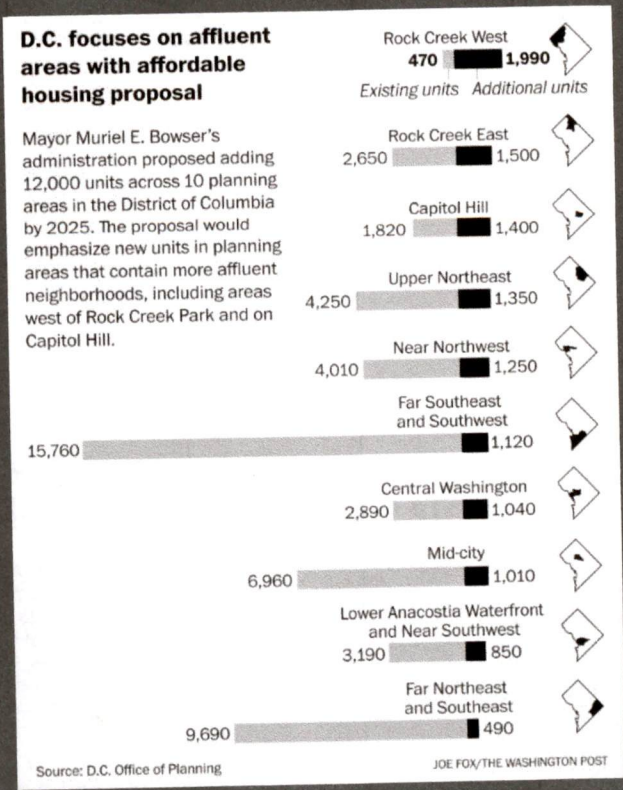 D.C. focuses on affluent
areas with affordable
housing proposal
Mayor Muriel E. Bowser's
administration proposed adding
12,000 units across 10 planning
areas in the District of Columbia
by 2025. The proposal would
emphasize new units in planning
areas that contain more affluent
neighborhoods, including areas
west of Rock Creek Park and on
Capitol Hill.
Rock Creek West
470 1,990
Existing units Additional units
Rock Creek East
2,650 1,500
Capitol Hill
1,820 1,400
Upper Northeast
4,250 1,350
Near Northwest
4,010 1,250
Far Southeast
and Southwest
15,760 1,120
Central Washington
2,890 1,040
Mid-city
6,960 1,010
Lower Anacostia Waterfront
and Near Southwest
3,190 850
Far Northeast
and Southeast
9,690 490
Source: D.C. Office of Planning
JOE FOX/THE WASHINGTON POST